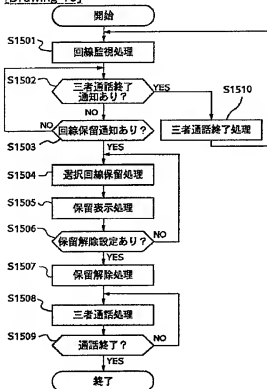 開始
S1501
回線監視処理
S1502
三者通話終了
通知あり?
YES
S1510
NO
三者通話終了処理
NO
回線保留通知あり?
S1503
YES
S1504
選択回線保留処理
S1505
保留表示処理
S1506
保留解除設定あり?
NO
YES
S1507
保留解除処理
S1508
三者通話処理
S1509
通話終了?
NO
YES
終了